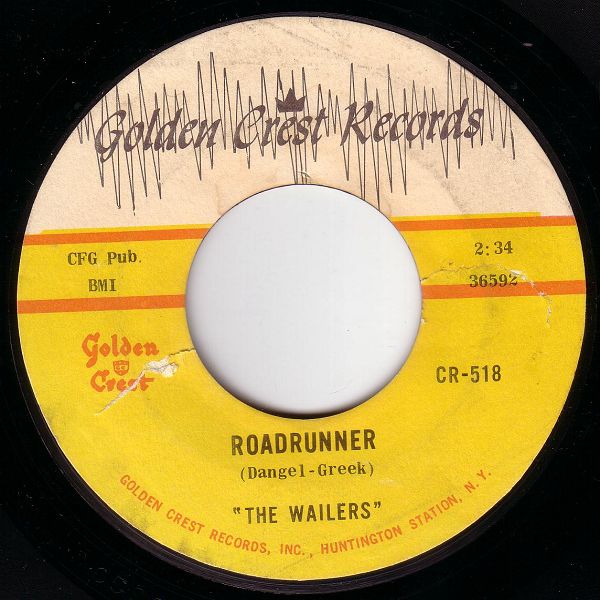 Golden Crest Records
CFG Pub.
BMI
2:34
36592
Golden
GC
Crest
CR-518
ROADRUNNER
(Dangel-Greek)
"THE WAILERS"
GOLDEN CREST RECORDS, INC., HUNTINGTON STATION, N.Y.